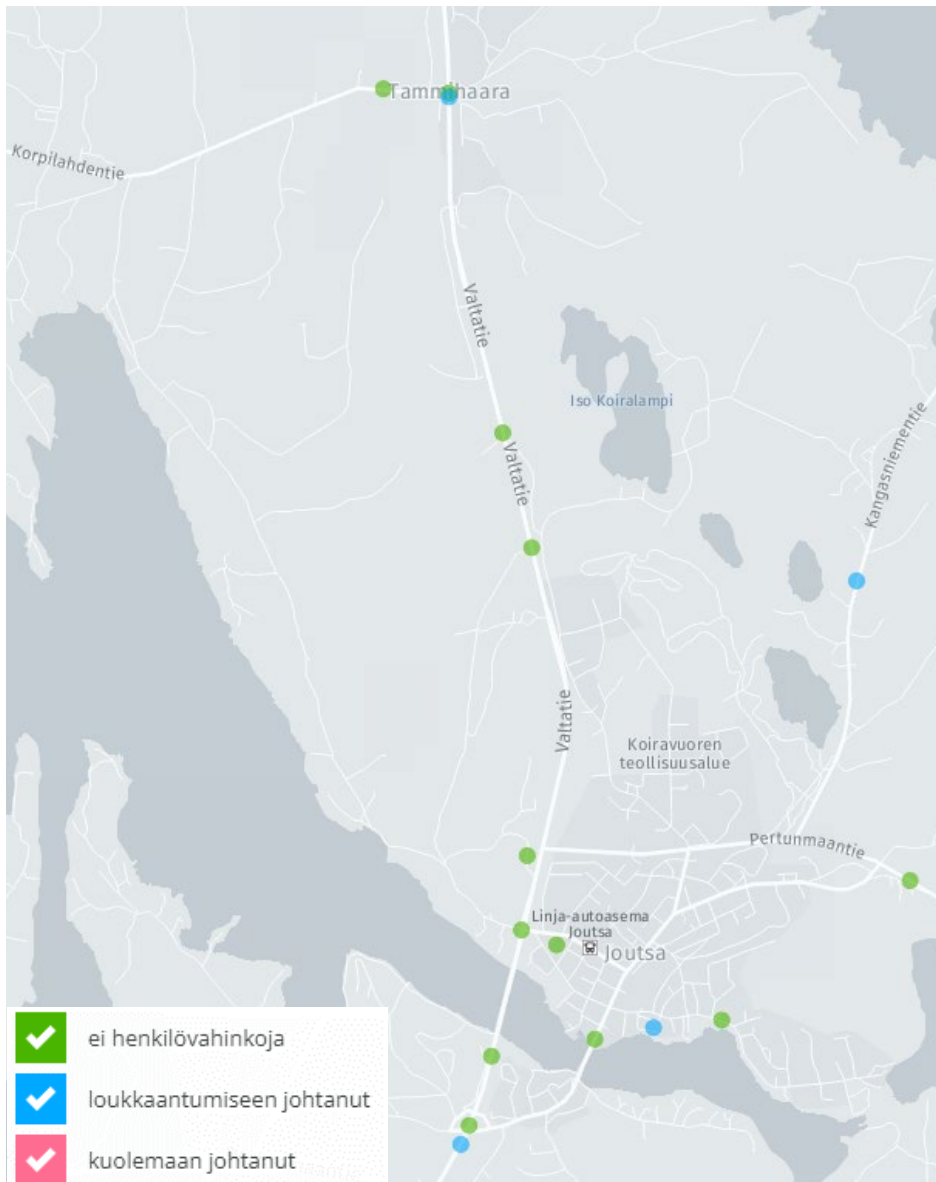 Tammihaara
Korpilahdentie
Valtatie
Iso Koiralampi
Kangasniementie
Valtatie
Valtatie
Koiravuoren
teollisuusalue
Pertunmaantie
Linja-autoasema
Joutsa
Joutsa
ei henkilövahinkoja
loukkaantumiseen johtanut
kuolemaan johtanut